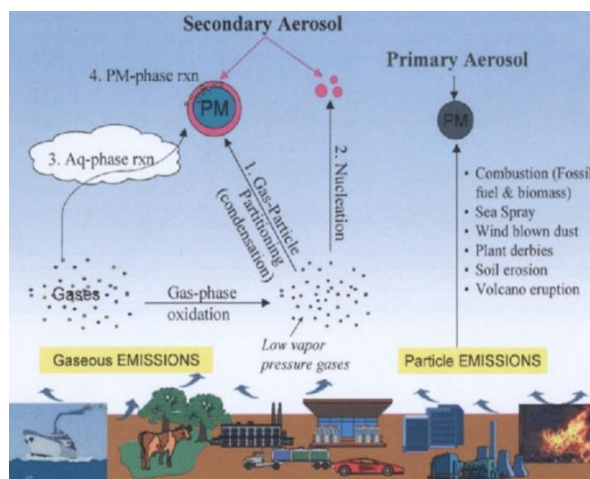 Secondary Aerosol
Primary Aerosol
4. PM-phase rxn
PM
PM
3. Aq-phase rxn
1. Gas-Particle
Partitioning
(condensation)
2. Nucleation
• Combustion (Fossil
fuel & biomass)
• Sea Spray
• Wind blown dust
• Plant derbies
• Soil erosion
• Volcano eruption
Gases
Gas-phase
oxidation
Low vapor
pressure gases
Gaseous EMISSIONS
Particle EMISSIONS